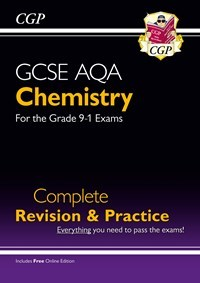 CGP
CGP
GCSE AQA
Chemistry
For the Grade 9-1 Exams
Complete
Revision & Practice
Everything you need to pass the exams!
Includes Free Online Edition